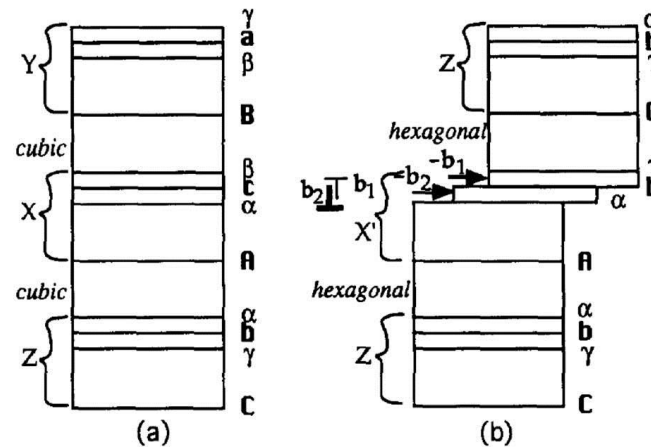 γ
a
Y
β
B
cubic
β
c
X
α
A
cubic
α
b
Z
γ
C
(a)
Z
hexagonal
-b₁
b₂ b₁ -b₂
α
X'
A
hexagonal
α
b
Z
γ
C
(b)